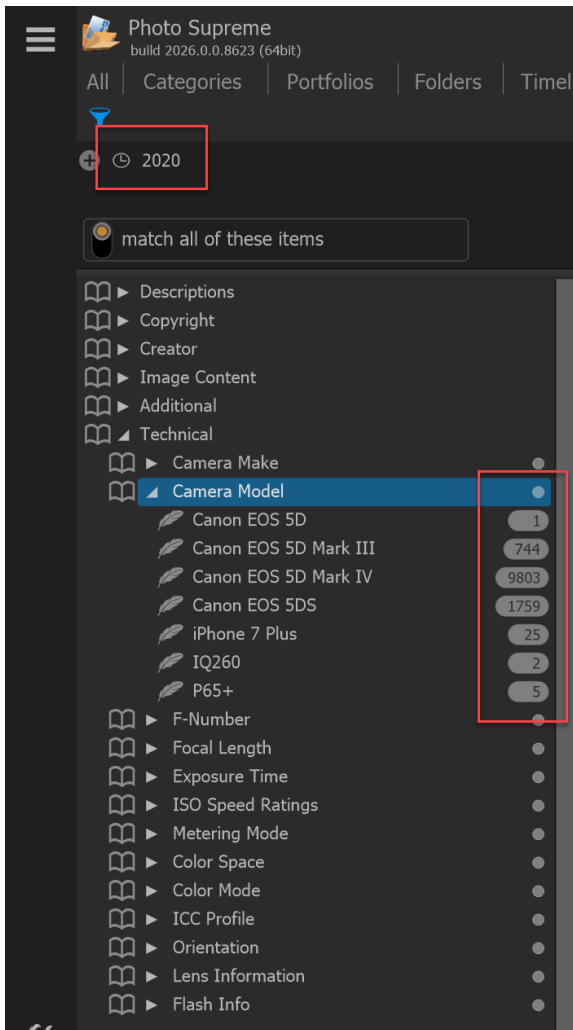 Photo Supreme
build 2026.0.0.8623 (64bit)
All Categories Portfolios Folders Timel
2020
match all of these items
Descriptions
Copyright
Creator
Image Content
Additional
Technical
Camera Make
Camera Model
Canon EOS 5D 1
Canon EOS 5D Mark III 744
Canon EOS 5D Mark IV 9803
Canon EOS 5DS 1759
iPhone 7 Plus 25
IQ260 2
P65+ 5
F-Number
Focal Length
Exposure Time
ISO Speed Ratings
Metering Mode
Color Space
Color Mode
ICC Profile
Orientation
Lens Information
Flash Info